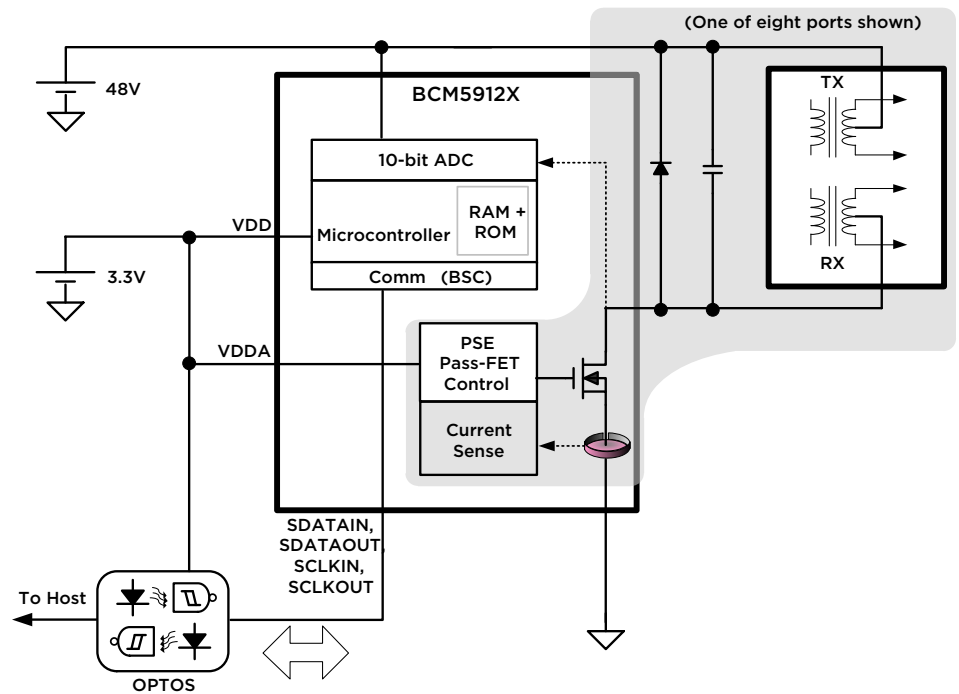 (One of eight ports shown)
48V
BCM5912X
TX
10-bit ADC
RAM +
ROM
VDD
Microcontroller
3.3V
RX
Comm (BSC)
VDDA
PSE
Pass-FET
Control
Current
Sense
SDATAIN,
SDATAOUT,
SCLKIN,
SCLKOUT
To Host
OPTOS